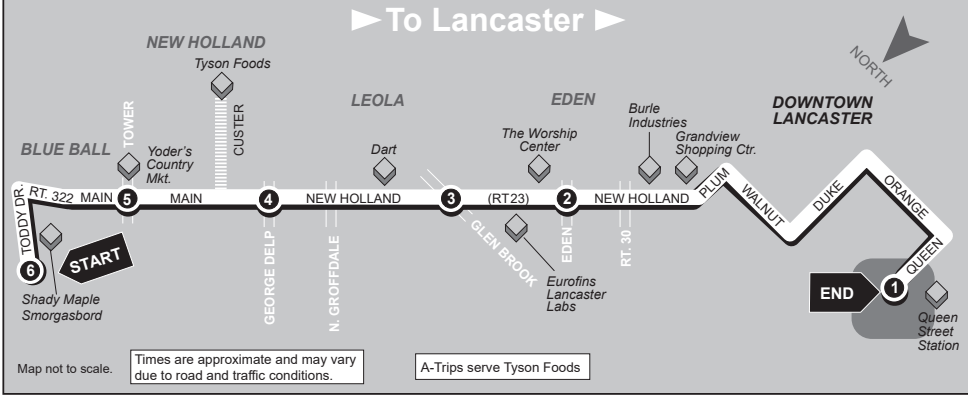 To Lancaster
NORTH
NEW HOLLAND
Tyson Foods
LEOLA
EDEN
DOWNTOWN
LANCASTER
BLUE BALL
TOWER
Yoder's
Country
Mkt.
CUSTER
Dart
The Worship
Center
Burle
Industries
Grandview
Shopping Ctr.
TODDY DR.
RT. 322
MAIN
5
MAIN
4
NEW HOLLAND
3
(RT23)
2
NEW HOLLAND
PLUM
WALNUT
DUKE
ORANGE
QUEEN
6
START
Shady Maple
Smorgasbord
GEORGE DELP
N. GROFFDALE
GLEN BROOK
Eurofins
Lancaster
Labs
EDEN
RT. 30
END
1
Queen
Street
Station
Map not to scale.
Times are approximate and may vary
due to road and traffic conditions.
A-Trips serve Tyson Foods